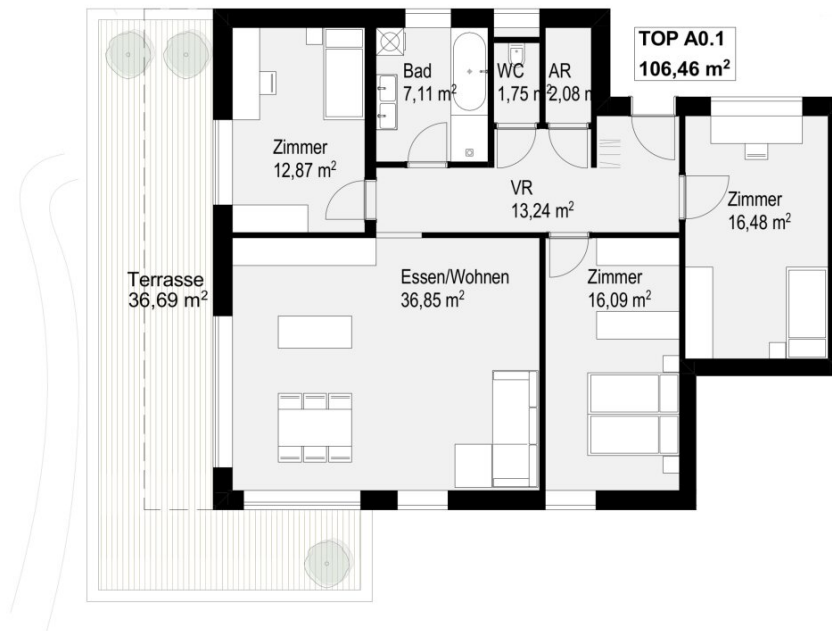 TOP A0.1
106,46 m²
Bad
7,11 m²
WC
1,75 m²
AR
2,08 m
Zimmer
12,87 m²
VR
13,24 m²
Zimmer
16,48 m²
Terrasse
36,69 m²
Essen/Wohnen
36,85 m²
Zimmer
16,09 m²